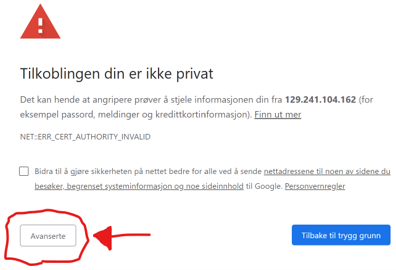 Tilkoblingen din er ikke privat
Det kan hende at angripere prøver å stjele informasjonen din fra 129.241.104.162 (for
eksempel passord, meldinger og kredittkortinformasjon). Finn ut mer
NET::ERR_CERT_AUTHORITY_INVALID
Bidra til å gjøre sikkerheten på nettet bedre for alle ved å sende nettadressene til noen av sidene du
besøker, begrenset systeminformasjon og noe sideinnhold til Google. Personvernregler
Avanserte
Tilbake til trygg grunn